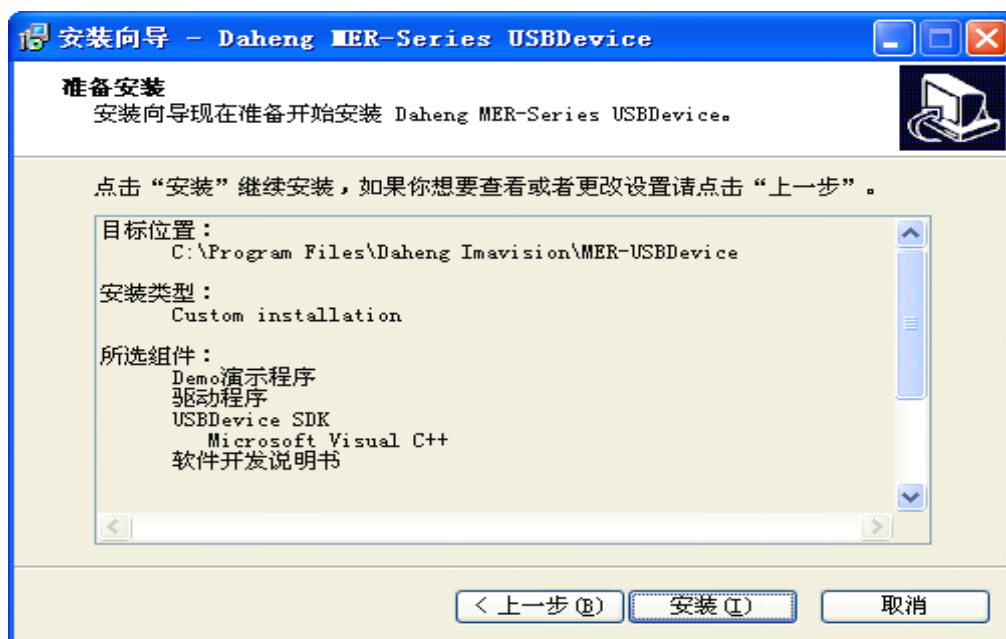 安装向导 - Daheng MER-Series USBDevice
准备安装
安装向导现在准备开始安装 Daheng MER-Series USBDevice。
点击“安装”继续安装，如果你想要查看或者更改设置请点击“上一步”。
目标位置：
C:\Program Files\Daheng Imavision\MER-USBDevice
安装类型：
Custom installation
所选组件：
Demo演示程序
驱动程序
USBDevice SDK
Microsoft Visual C++
软件开发说明书
< 上一步(B)
安装(I)
取消